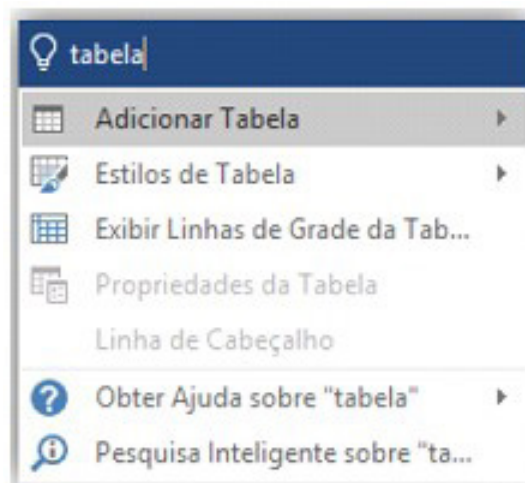 tabela
Adicionar Tabela
Estilos de Tabela
Exibir Linhas de Grade da Tab...
Propriedades da Tabela
Linha de Cabeçalho
Obter Ajuda sobre "tabela"
Pesquisa Inteligente sobre "ta...